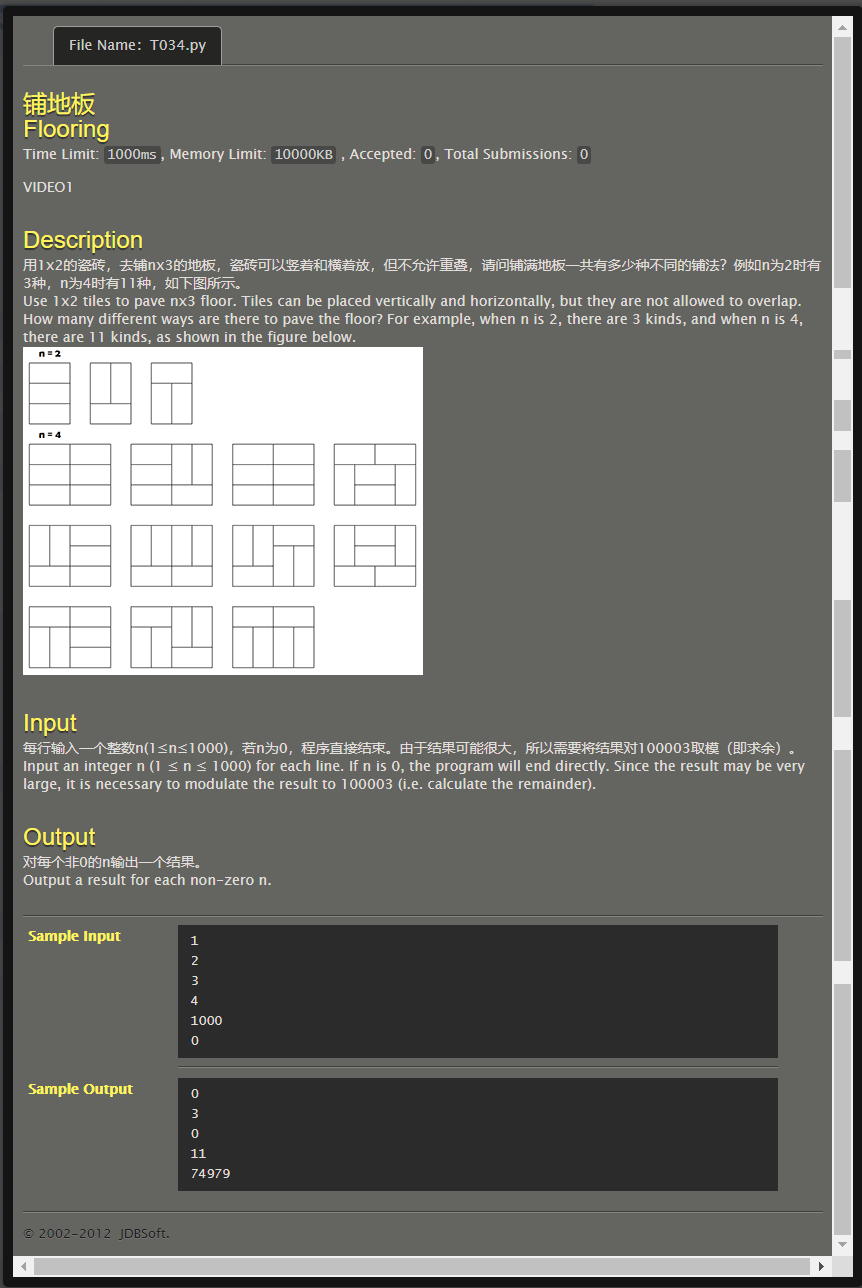 File Name: T034.py
铺地板
Flooring
Time Limit: 1000ms, Memory Limit: 10000KB , Accepted: 0, Total Submissions: 0
VIDEO1
Description
用1x2的瓷砖，去铺nx3的地板，瓷砖可以竖着和横着放，但不允许重叠，请问铺满地板一共有多少种不同的铺法？例如n为2时有
3种，n为4时有11种，如下图所示。
Use 1x2 tiles to pave nx3 floor. Tiles can be placed vertically and horizontally, but they are not allowed to overlap.
How many different ways are there to pave the floor? For example, when n is 2, there are 3 kinds, and when n is 4,
there are 11 kinds, as shown in the figure below.
n = 2
n = 4
Input
每行输入一个整数n(1≤n≤1000)，若n为0，程序直接结束。由于结果可能很大，所以需要将结果对100003取模（即求余）。
Input an integer n (1 ≤ n ≤ 1000) for each line. If n is 0, the program will end directly. Since the result may be very
large, it is necessary to modulate the result to 100003 (i.e. calculate the remainder).
Output
对每个非0的n输出一个结果。
Output a result for each non-zero n.
Sample Input
1
2
3
4
1000
0
Sample Output
0
3
0
11
74979
© 2002-2012 JDBSoft.